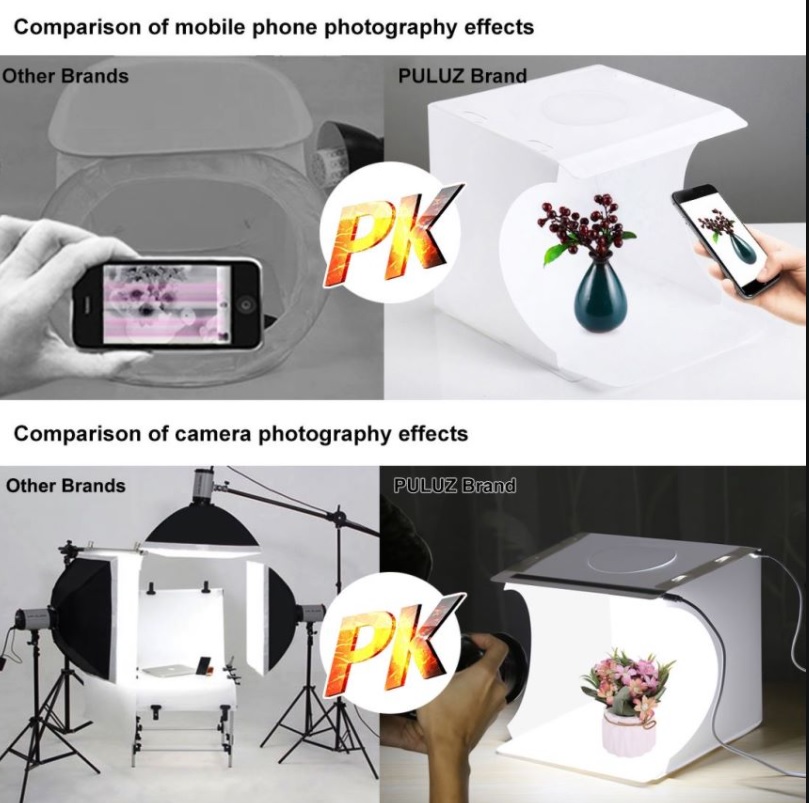 Comparison of mobile phone photography effects
Other Brands
PULUZ Brand
PK
Comparison of camera photography effects
Other Brands
PULUZ Brand
PK